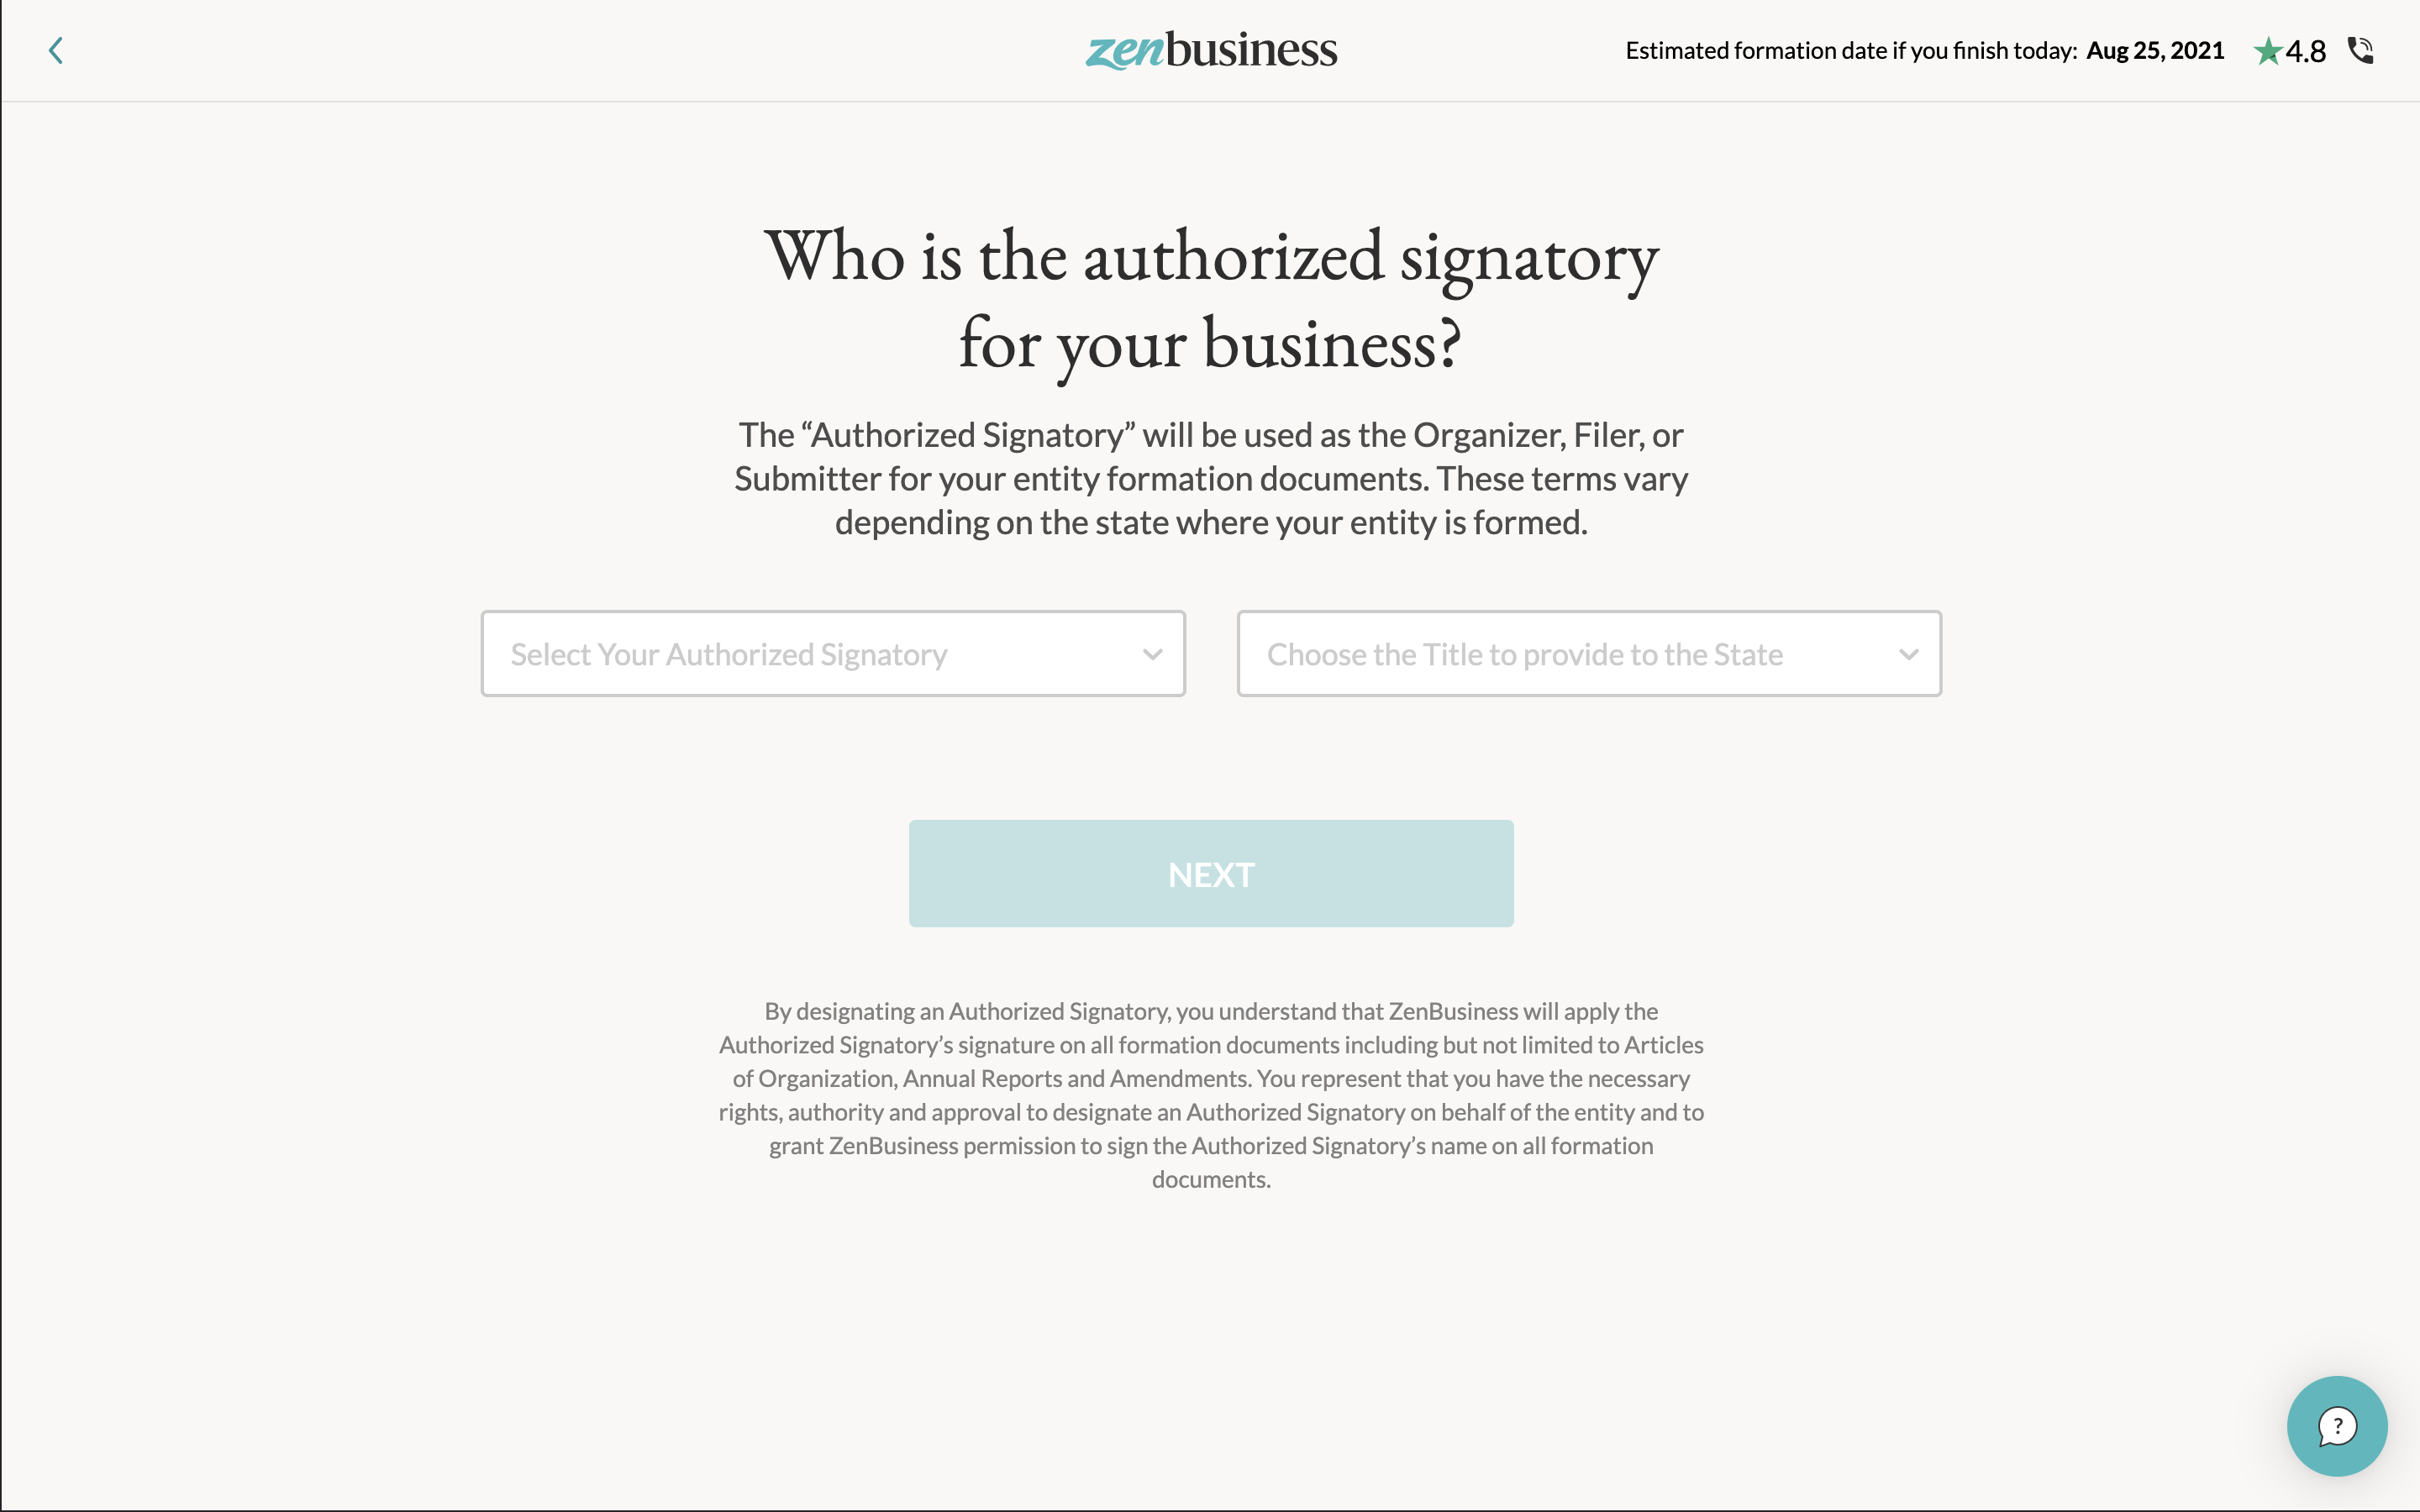 zenbusiness
Estimated formation date if you finish today: Aug 25, 2021
4.8
Who is the authorized signatory
for your business?
The “Authorized Signatory” will be used as the Organizer, Filer, or
Submitter for your entity formation documents. These terms vary
depending on the state where your entity is formed.
Select Your Authorized Signatory
Choose the Title to provide to the State
NEXT
By designating an Authorized Signatory, you understand that ZenBusiness will apply the
Authorized Signatory’s signature on all formation documents including but not limited to Articles
of Organization, Annual Reports and Amendments. You represent that you have the necessary
rights, authority and approval to designate an Authorized Signatory on behalf of the entity and to
grant ZenBusiness permission to sign the Authorized Signatory’s name on all formation
documents.
?